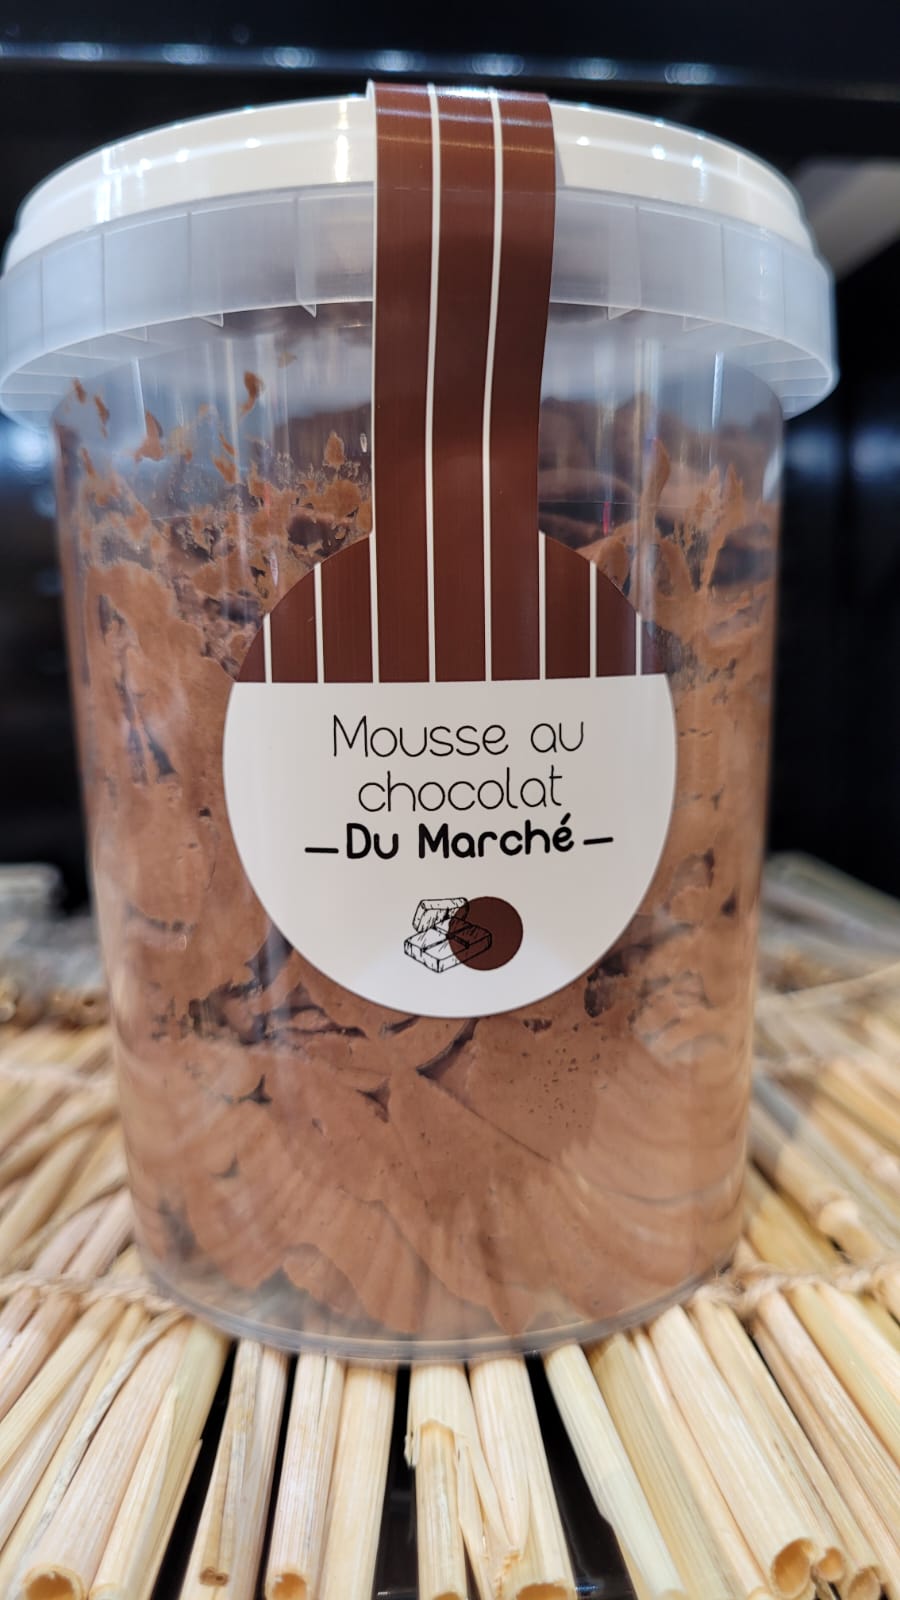 Mousse au
chocolat
—Du Marché—